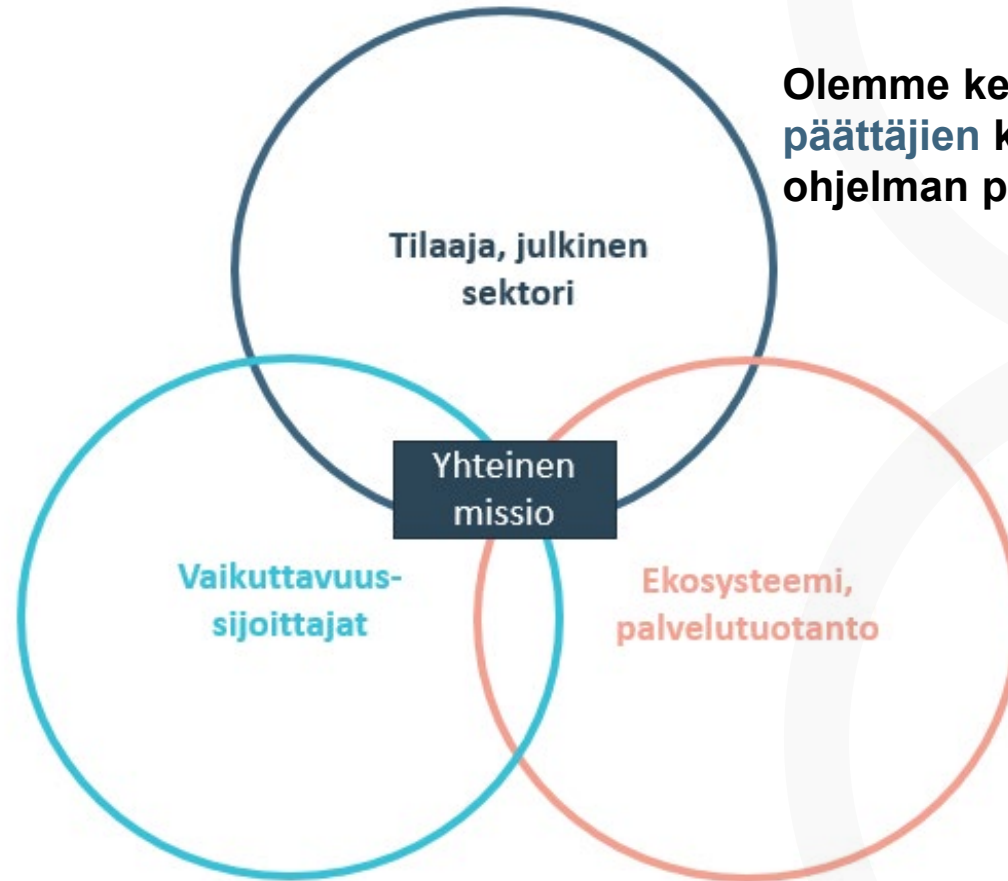 Olemme ke
päättäjien k
ohjelman p
Tilaaja, julkinen
sektori
Yhteinen
missio
Vaikuttavuus-
sijoittajat
Ekosysteemi,
palvelutuotanto